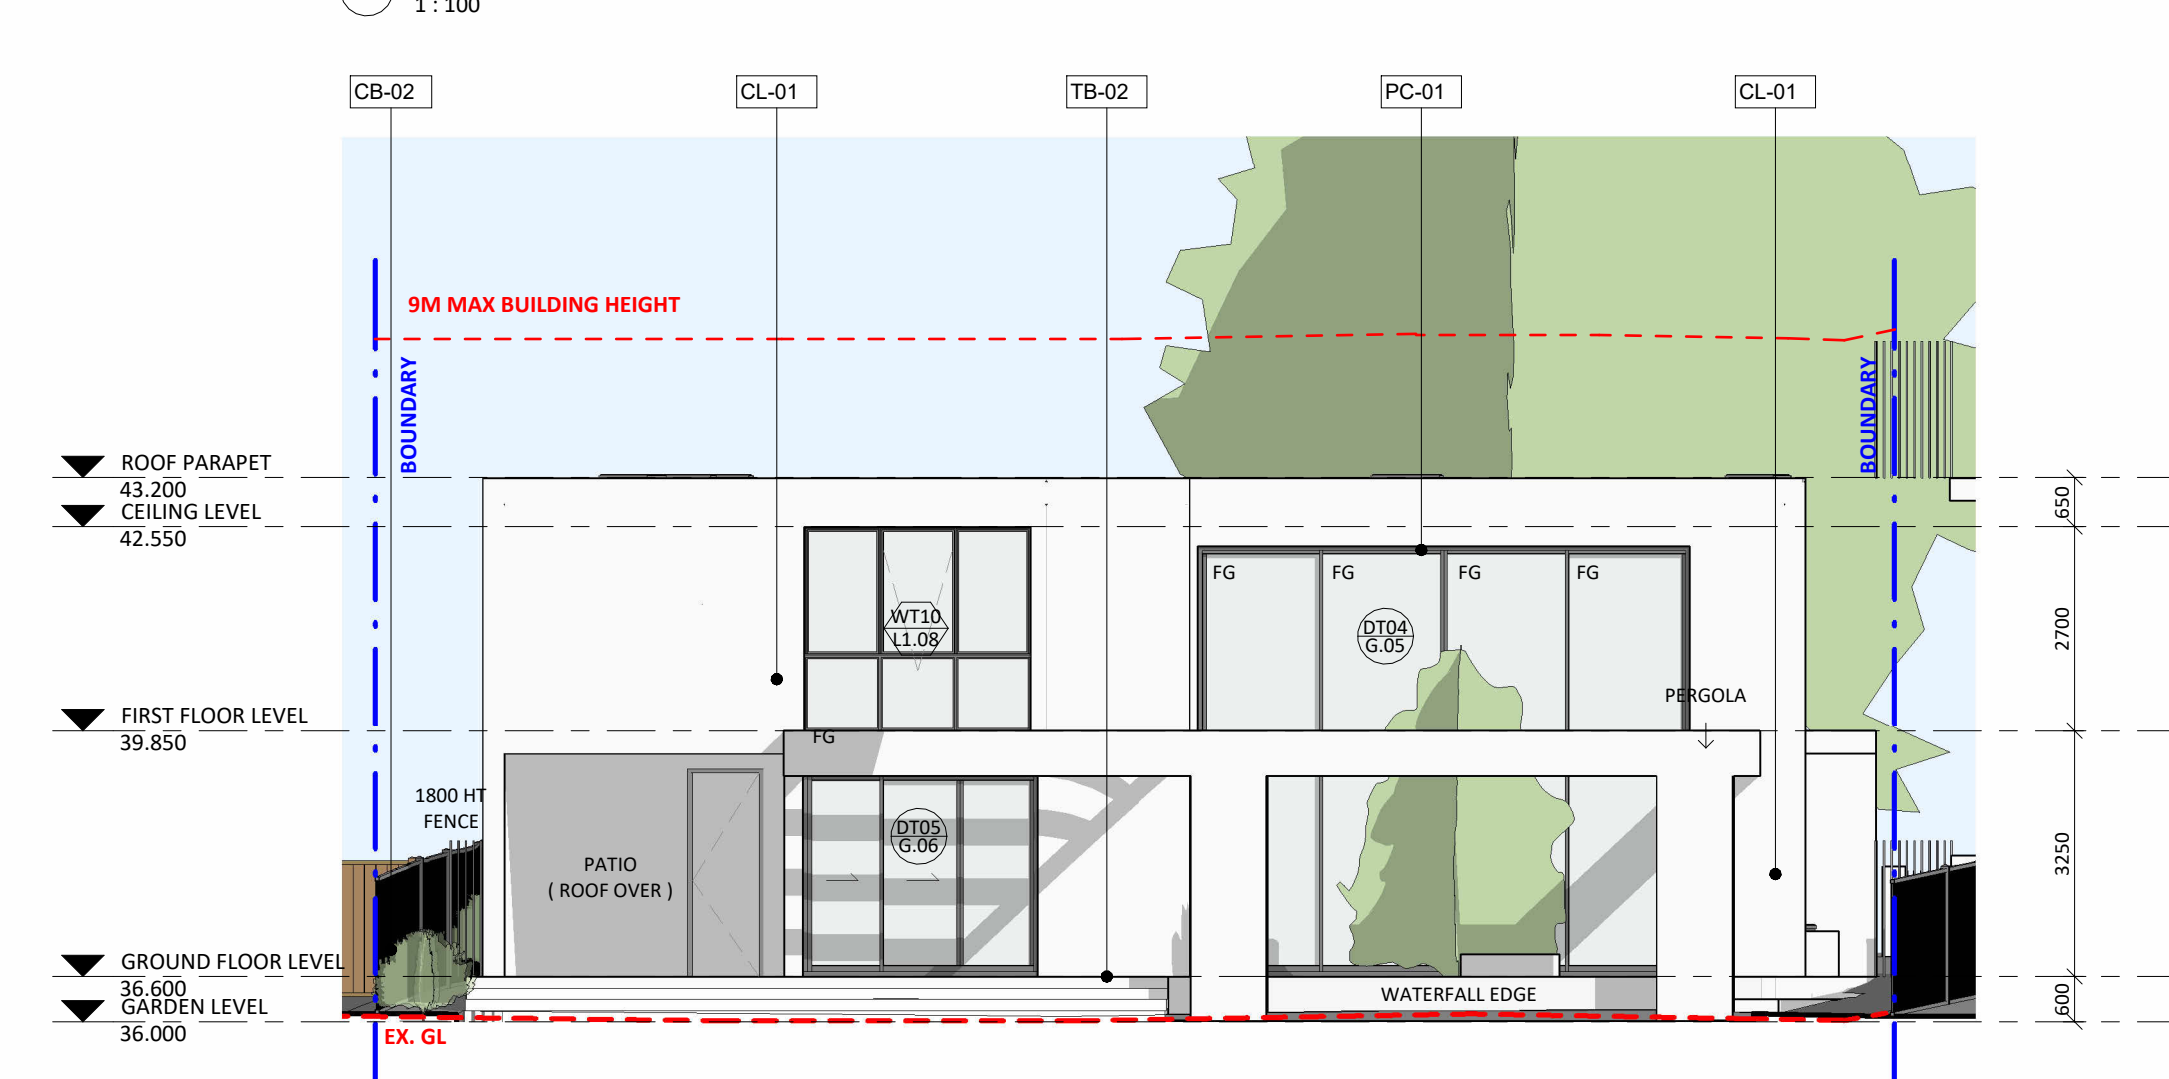 1 : 100
CB-02
CL-01
TB-02
PC-01
CL-01
9M MAX BUILDING HEIGHT
BOUNDARY
BOUNDARY
ROOF PARAPET
43.200
CEILING LEVEL
42.550
650
FG
FG
FG
FG
WT10
L1.08
DT04
G.05
2700
PERGOLA
FIRST FLOOR LEVEL
39.850
FG
1800 HT
FENCE
DT05
G.06
PATIO
( ROOF OVER )
3250
GROUND FLOOR LEVEL
36.600
WATERFALL EDGE
600
GARDEN LEVEL
36.000
EX. GL